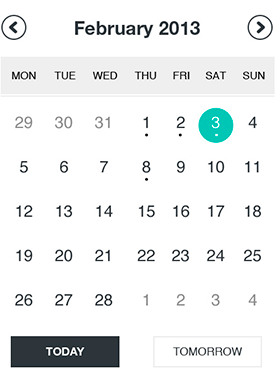 February 2013
MON TUE WED THU FRI SAT SUN
29 30 31 1 2 3 4
5 6 7 8 9 10 11
12 13 14 15 16 17 18
19 20 21 22 23 24 25
26 27 28 1 2 3 4
TODAY TOMORROW